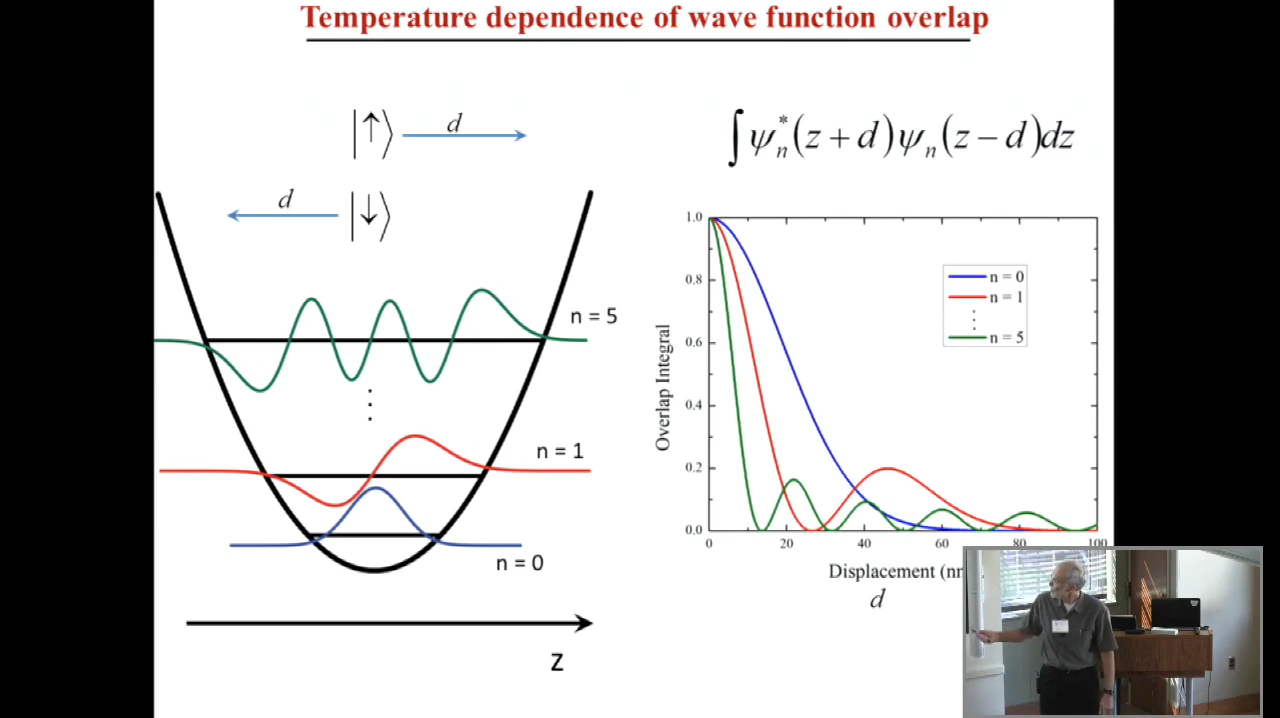 Temperature dependence of wave function overlap
|↑⟩ d
d |↓⟩
∫ψₙ*(z + d)ψₙ(z − d)dz
n = 5
n = 1
n = 0
z
1.0
0.8
0.6
0.4
0.2
0.0
Overlap Integral
n = 0
n = 1
⋮
n = 5
0 20 40 60 80 100
Displacement
d